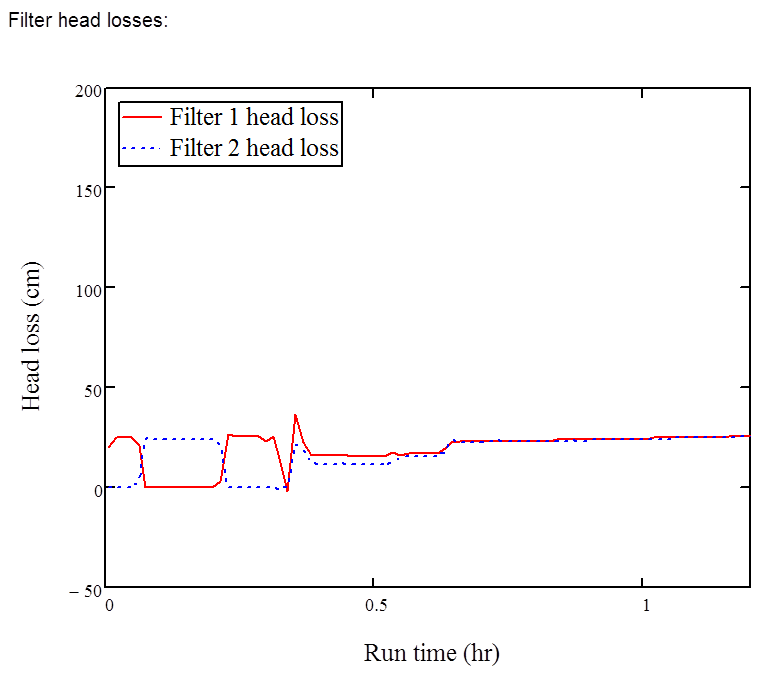 Filter head losses:
200
Filter 1 head loss
Filter 2 head loss
150
100
50
0
− 50
0 0.5 1
Head loss (cm)
Run time (hr)